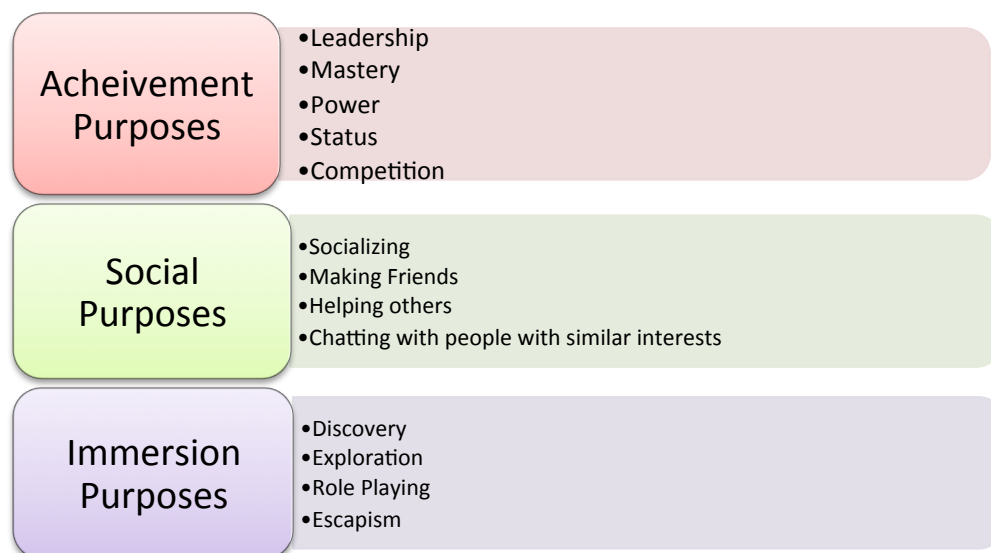 Acheivement
Purposes
•Leadership
•Mastery
•Power
•Status
•Competition
Social
Purposes
•Socializing
•Making Friends
•Helping others
•Chatting with people with similar interests
Immersion
Purposes
•Discovery
•Exploration
•Role Playing
•Escapism